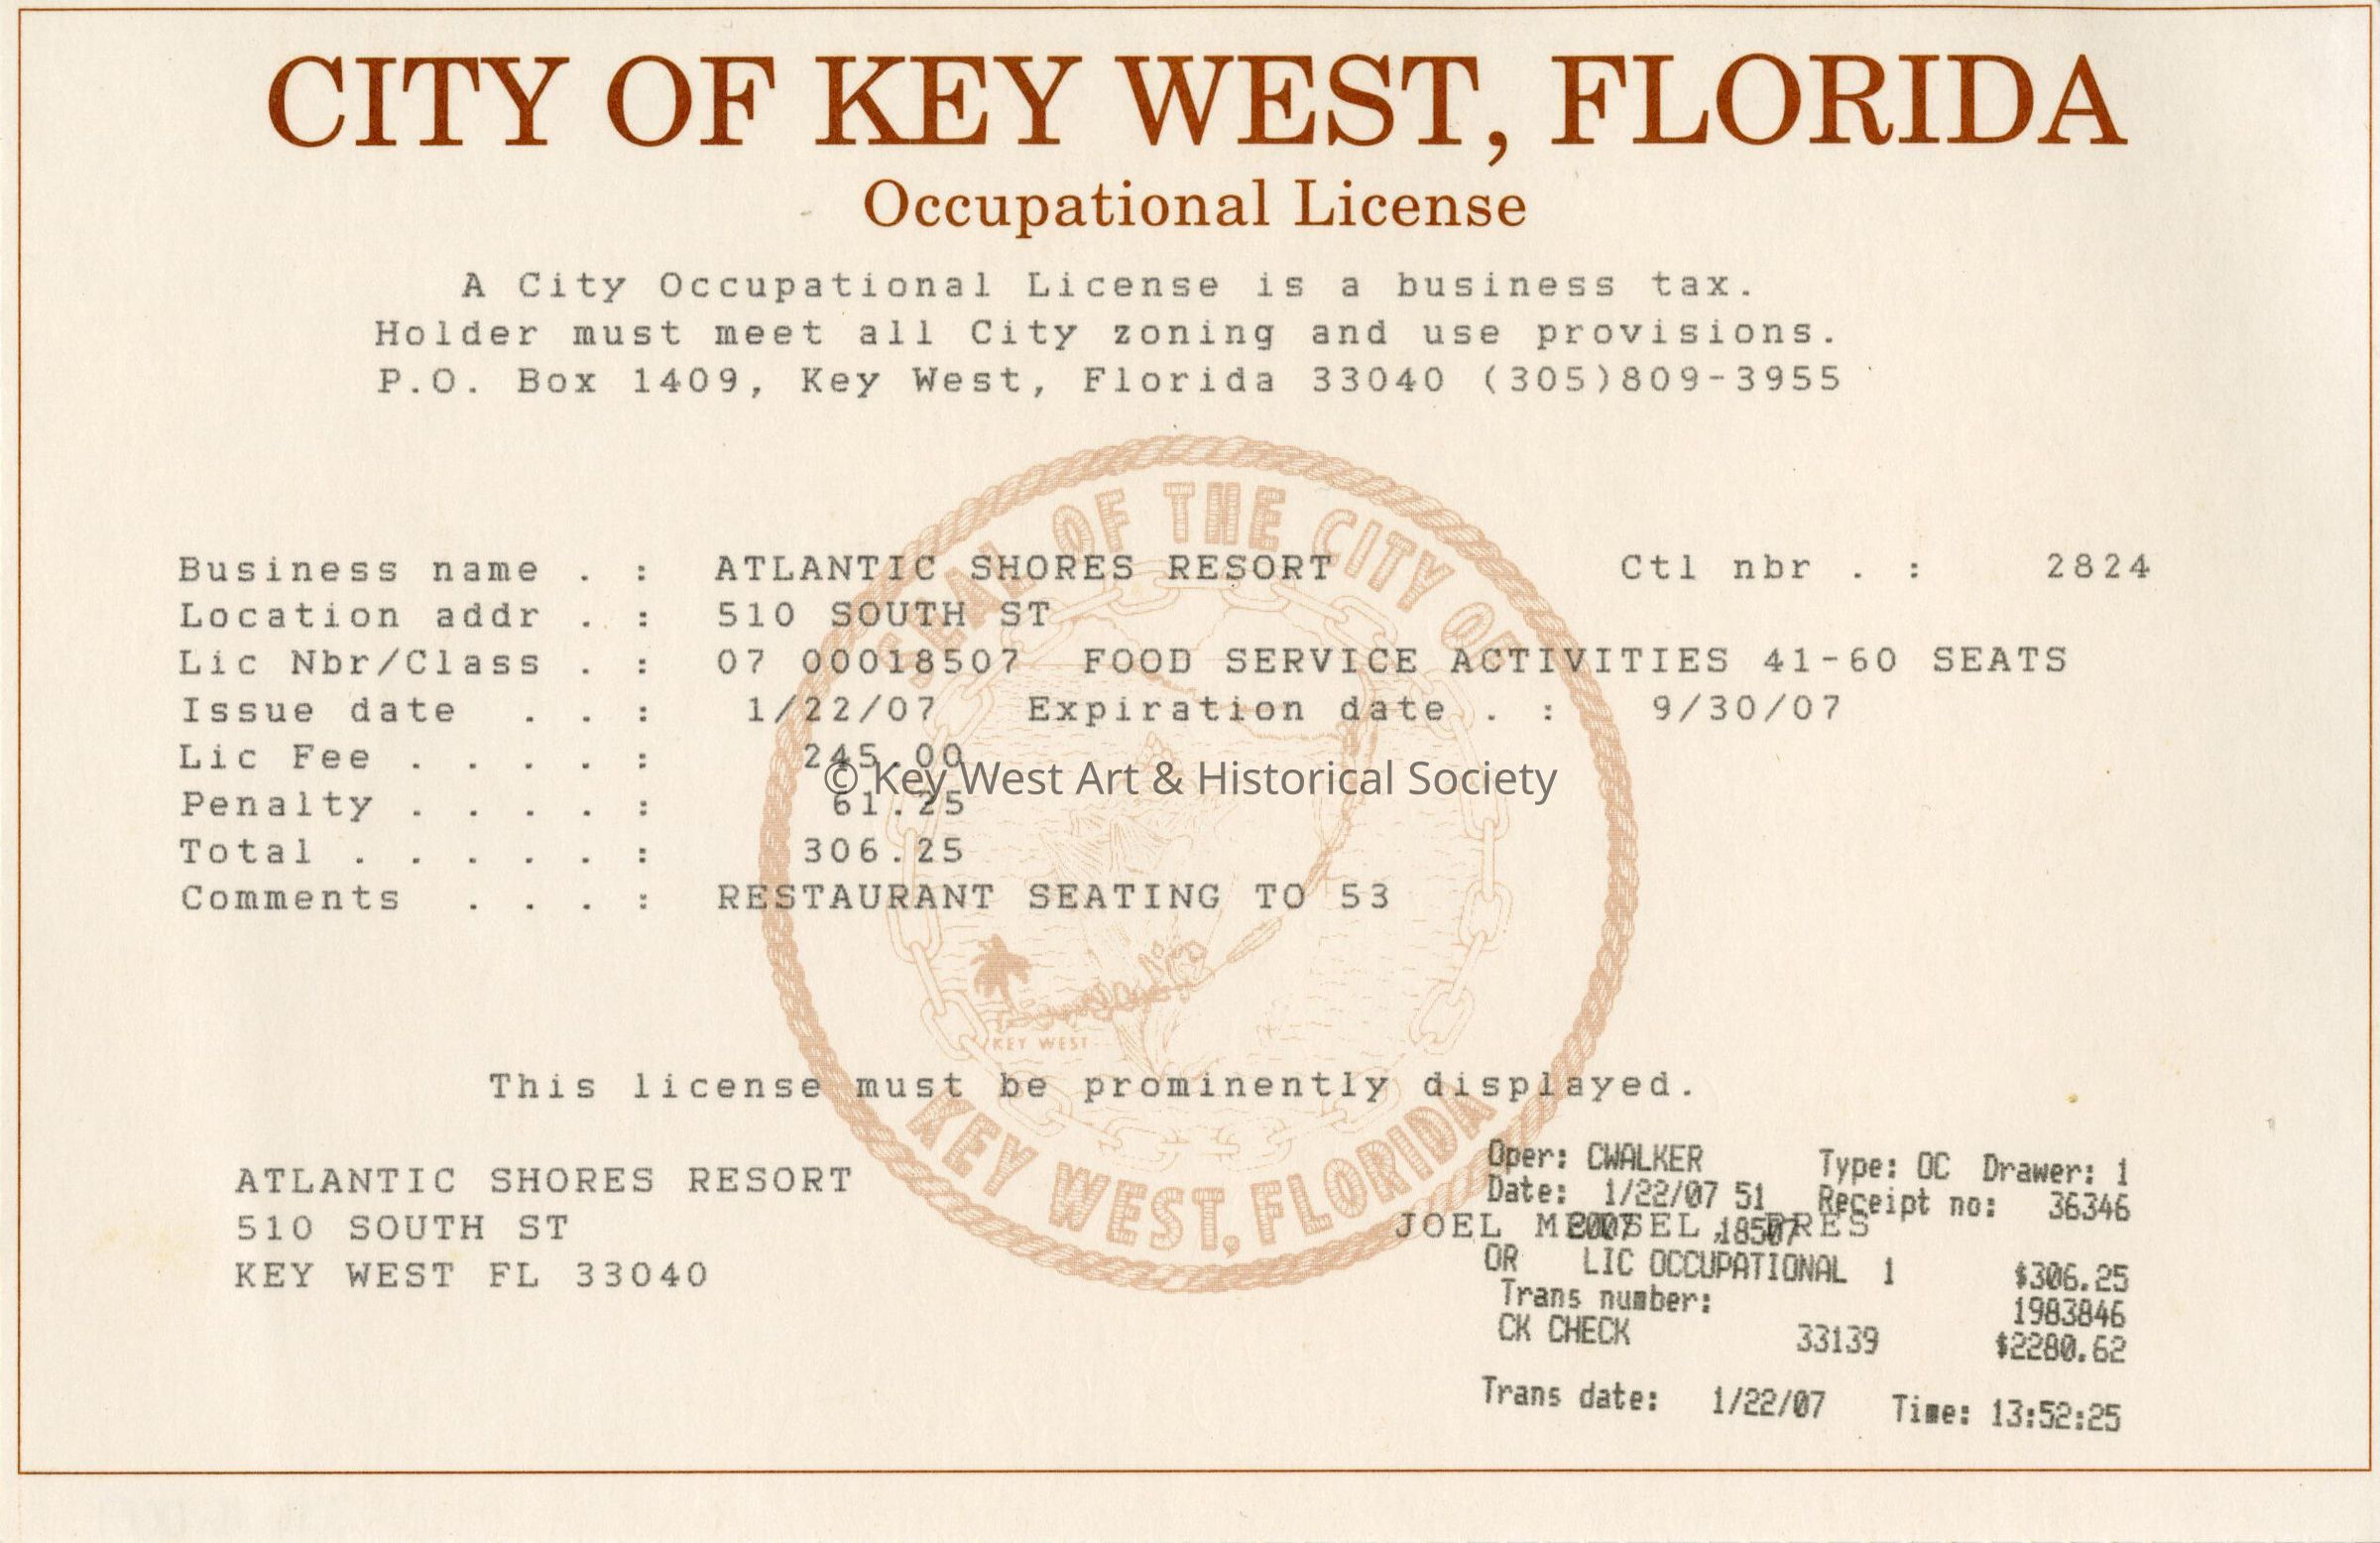 CITY OF KEY WEST, FLORIDA
Occupational License
A City Occupational License is a business tax.
Holder must meet all City zoning and use provisions.
P.O. Box 1409, Key West, Florida 33040 (305)809-3955
SEAL OF THE CITY OF
Business name . : ATLANTIC SHORES RESORT Ctl nbr . : 2824
Location addr . : 510 SOUTH ST
Lic Nbr/Class . : 07 00018507 FOOD SERVICE ACTIVITIES 41-60 SEATS
Issue date . . : 1/22/07 Expiration date . : 9/30/07
Lic Fee . . . . : 245.00
© Key West Art & Historical Society
Penalty . . . . : 61.25
Total . . . . . : 306.25
Comments . . . : RESTAURANT SEATING TO 53
KEY WEST
This license must be prominently displayed.
KEY WEST, FLORIDA
ATLANTIC SHORES RESORT
510 SOUTH ST
KEY WEST FL 33040
Oper: CWALKER Type: OC Drawer: 1
Date: 1/22/07 51 Receipt no: 36346
JOEL PRES
2007 18507
OR LIC OCCUPATIONAL 1 $306.25
Trans number: 1983846
CK CHECK 33139 $2280.62
Trans date: 1/22/07 Time: 13:52:25